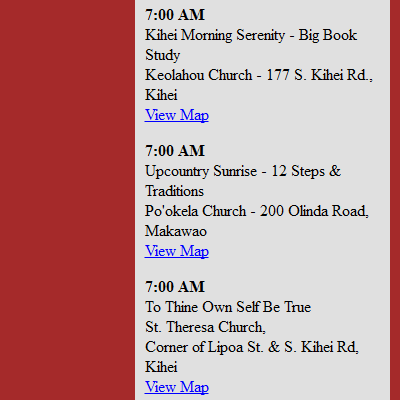 7:00 AM
Kihei Morning Serenity - Big Book
Study
Keolahou Church - 177 S. Kihei Rd.,
Kihei
View Map
7:00 AM
Upcountry Sunrise - 12 Steps &
Traditions
Po'okela Church - 200 Olinda Road,
Makawao
View Map
7:00 AM
To Thine Own Self Be True
St. Theresa Church,
Corner of Lipoa St. & S. Kihei Rd,
Kihei
View Map